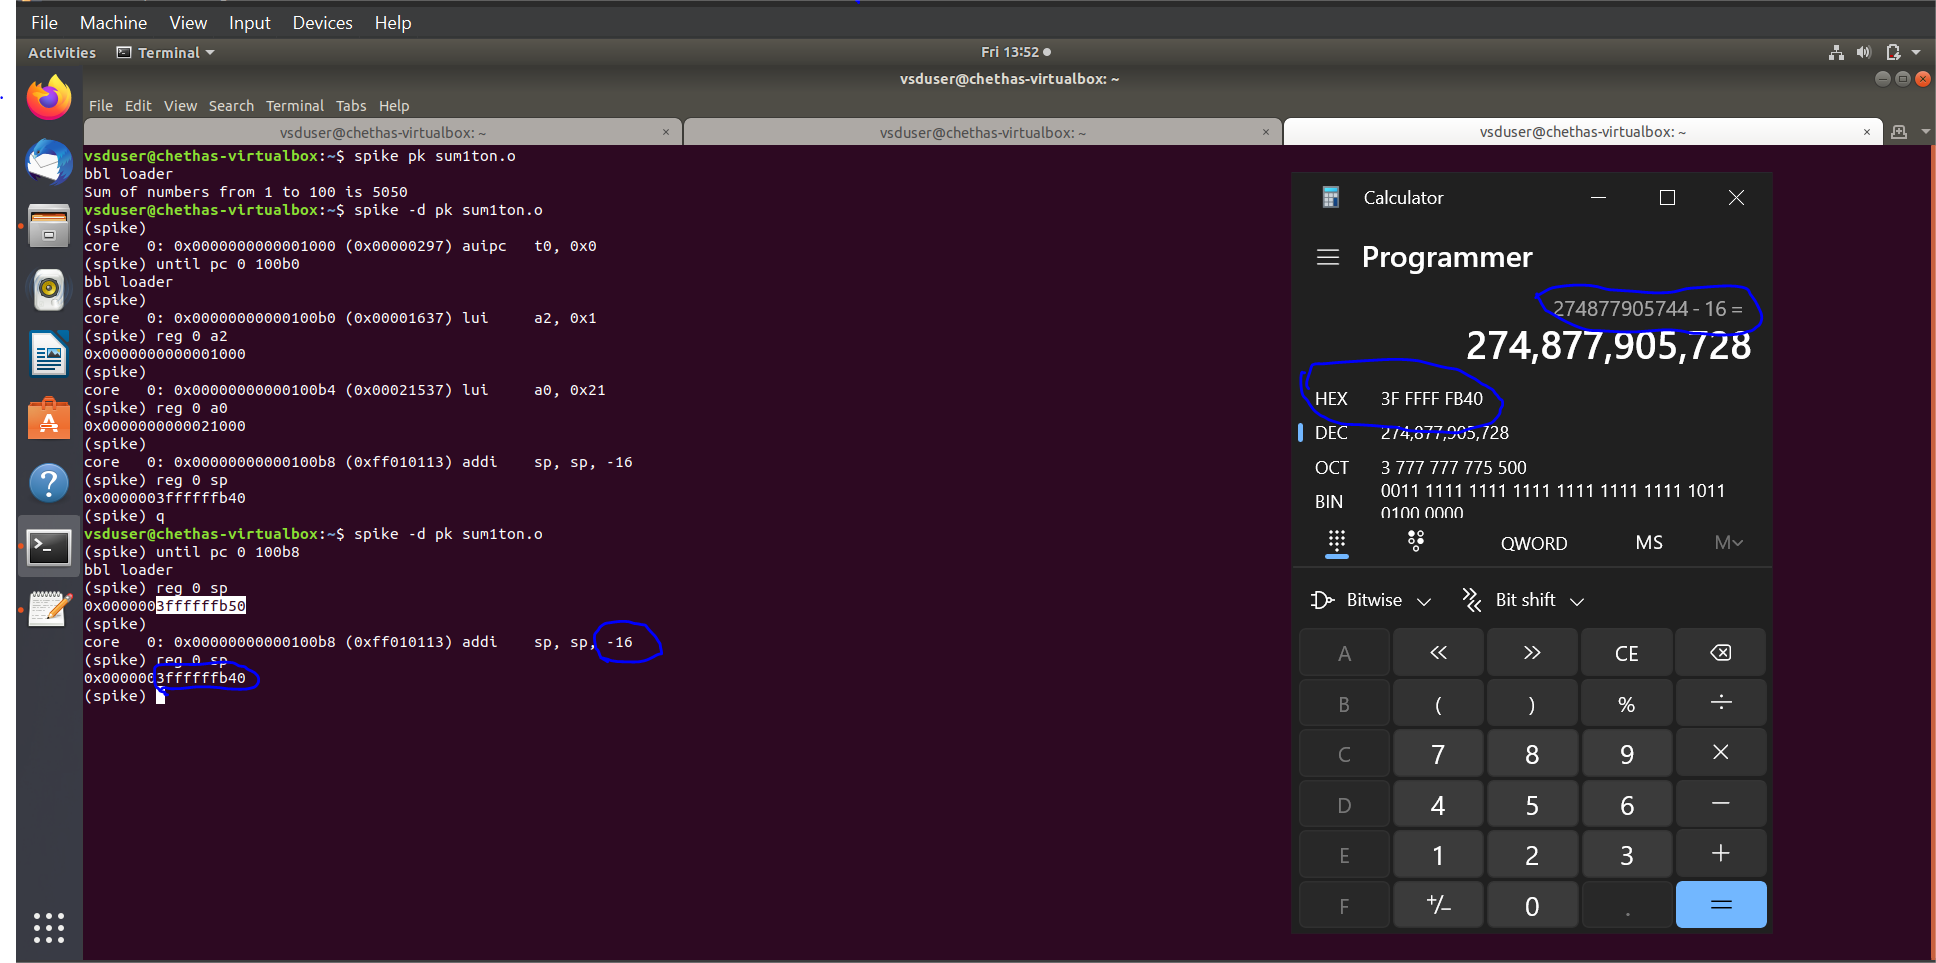 File Machine View Input Devices Help
Activities Terminal Fri 13:52
vsduser@chethas-virtualbox: ~
File Edit View Search Terminal Tabs Help
vsduser@chethas-virtualbox: ~ × vsduser@chethas-virtualbox: ~ × vsduser@chethas-virtualbox: ~ ×
vsduser@chethas-virtualbox:~$ spike pk sum1ton.o
bbl loader
Sum of numbers from 1 to 100 is 5050
vsduser@chethas-virtualbox:~$ spike -d pk sum1ton.o
(spike)
core   0: 0x0000000000001000 (0x00000297) auipc   t0, 0x0
(spike) until pc 0 100b0
bbl loader
(spike)
core   0: 0x00000000000100b0 (0x00001637) lui     a2, 0x1
(spike) reg 0 a2
0x0000000000001000
(spike)
core   0: 0x00000000000100b4 (0x00021537) lui     a0, 0x21
(spike) reg 0 a0
0x0000000000021000
(spike)
core   0: 0x00000000000100b8 (0xff010113) addi    sp, sp, -16
(spike) reg 0 sp
0x0000003ffffffb40
(spike) q
vsduser@chethas-virtualbox:~$ spike -d pk sum1ton.o
(spike) until pc 0 100b8
bbl loader
(spike) reg 0 sp
0x0000003ffffffb50
(spike)
core   0: 0x00000000000100b8 (0xff010113) addi    sp, sp, -16
(spike) reg 0 sp
0x0000003ffffffb40
(spike)
Calculator
Programmer
274877905744 - 16 =
274,877,905,728
HEX 3F FFFF FB40
DEC 274,877,905,728
OCT 3 777 777 775 500
BIN 0011 1111 1111 1111 1111 1111 1111 1011
0100 0000
QWORD MS M
Bitwise Bit shift
A << >> CE
B ( ) % ÷
C 7 8 9 ×
D 4 5 6 −
E 1 2 3 +
F +/− 0 . =